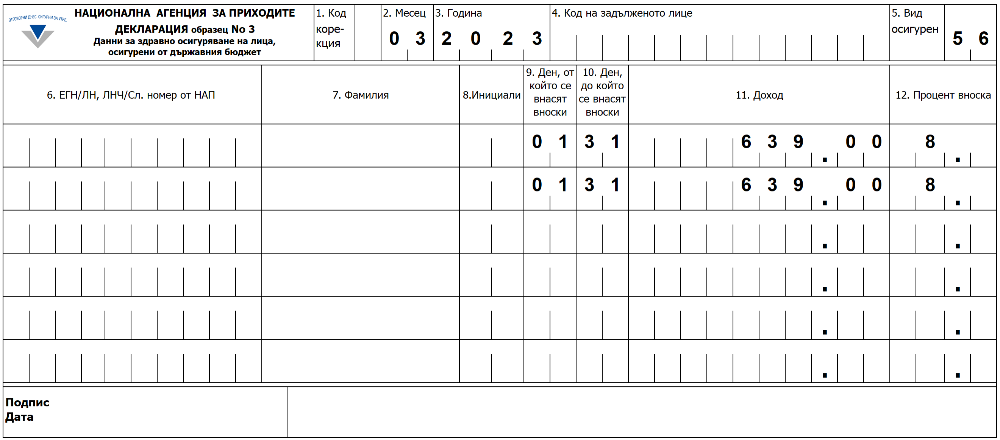 ОТГОВОРНИ ДНЕС. СИГУРНИ ЗА УТРЕ.
НАЦИОНАЛНА АГЕНЦИЯ ЗА ПРИХОДИТЕ
ДЕКЛАРАЦИЯ образец No 3
Данни за здравно осигуряване на лица,
осигурени от държавния бюджет
1. Код
коре-
кция
2. Месец
0 3
3. Година
2 0 2 3
4. Код на задълженото лице
5. Вид
осигурен
5 6
6. ЕГН/ЛН, ЛНЧ/Сл. номер от НАП
7. Фамилия
8.Инициали
9. Ден, от
който се
внасят
вноски
10. Ден,
до който
се внасят
вноски
11. Доход
12. Процент вноска
0 1 3 1 6 3 9 . 0 0 8 .
0 1 3 1 6 3 9 . 0 0 8 .
. .
. .
. .
. .
Подпис
Дата